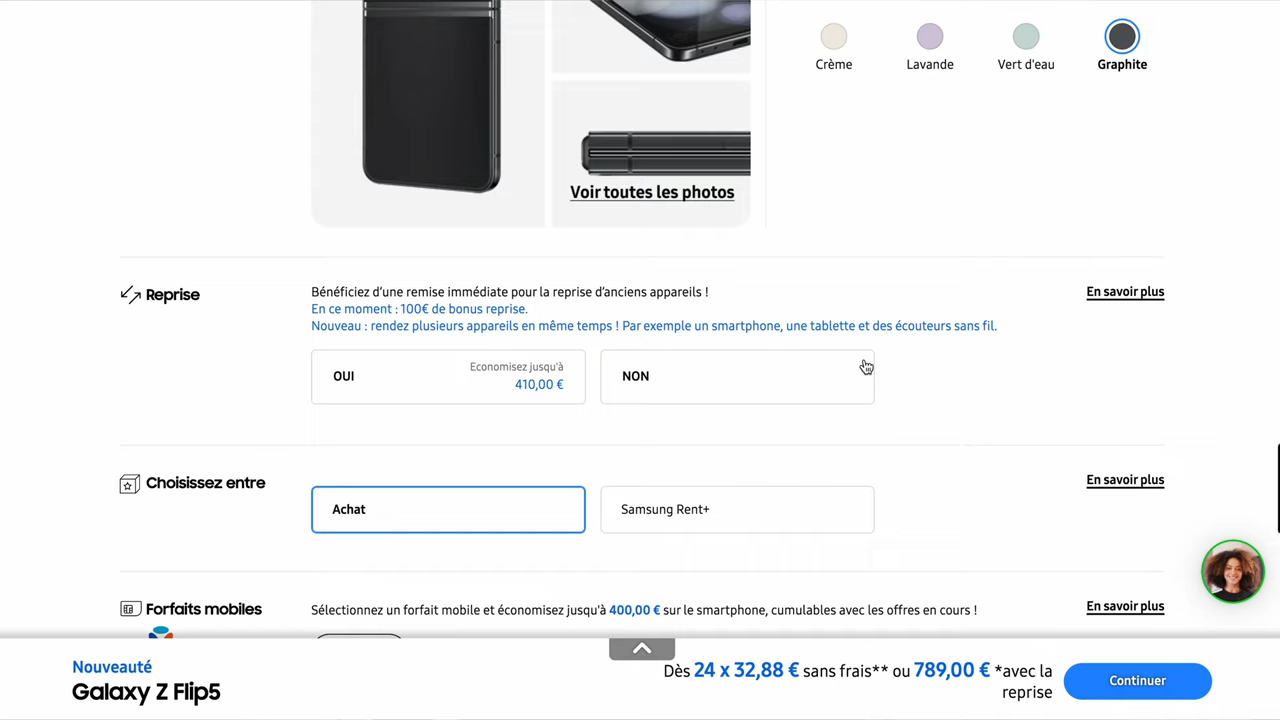 Crème
Lavande
Vert d'eau
Graphite
Voir toutes les photos
Reprise
Bénéficiez d'une remise immédiate pour la reprise d'anciens appareils !
En savoir plus
En ce moment : 100€ de bonus reprise.
Nouveau : rendez plusieurs appareils en même temps ! Par exemple un smartphone, une tablette et des écouteurs sans fil.
OUI
Economisez jusqu'à
410,00 €
NON
Choisissez entre
En savoir plus
Achat
Samsung Rent+
Forfaits mobiles
Sélectionnez un forfait mobile et économisez jusqu'à 400,00 € sur le smartphone, cumulables avec les offres en cours !
En savoir plus
Nouveauté
Galaxy Z Flip5
Dès 24 x 32,88 € sans frais** ou 789,00 € *avec la
reprise
Continuer